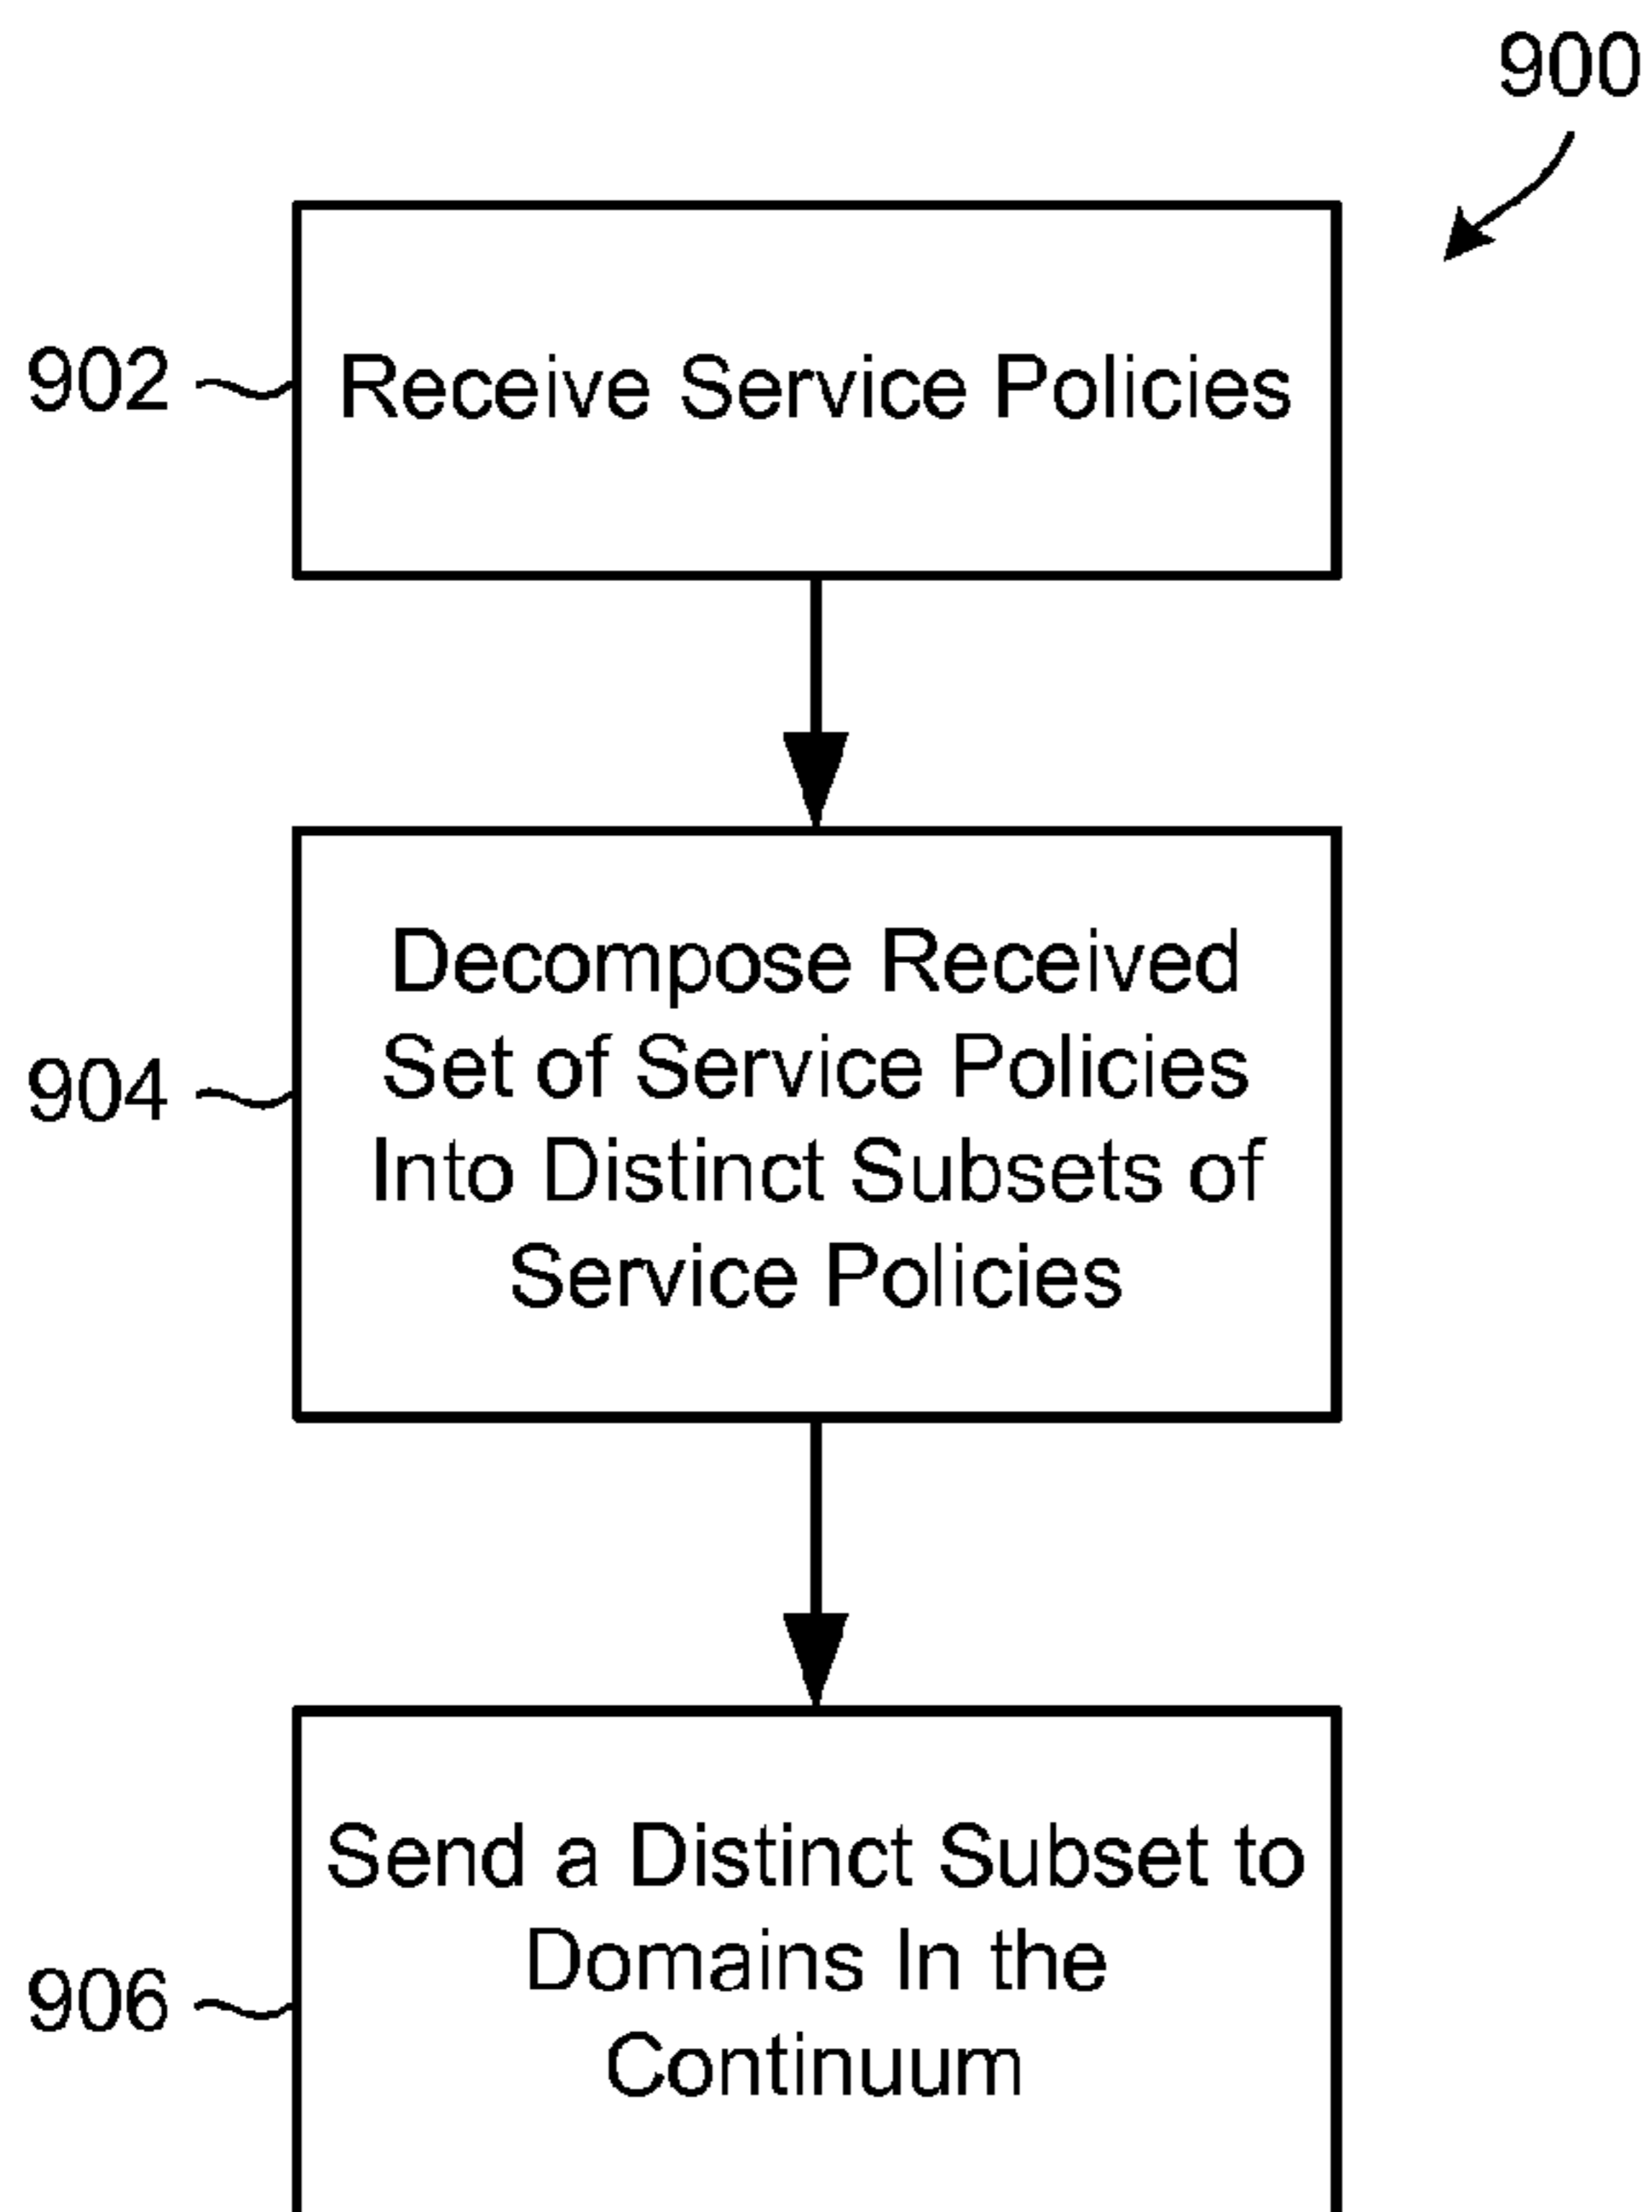 900
902
Receive Service Policies
904
Decompose Received
Set of Service Policies
Into Distinct Subsets of
Service Policies
906
Send a Distinct Subset to
Domains In the
Continuum